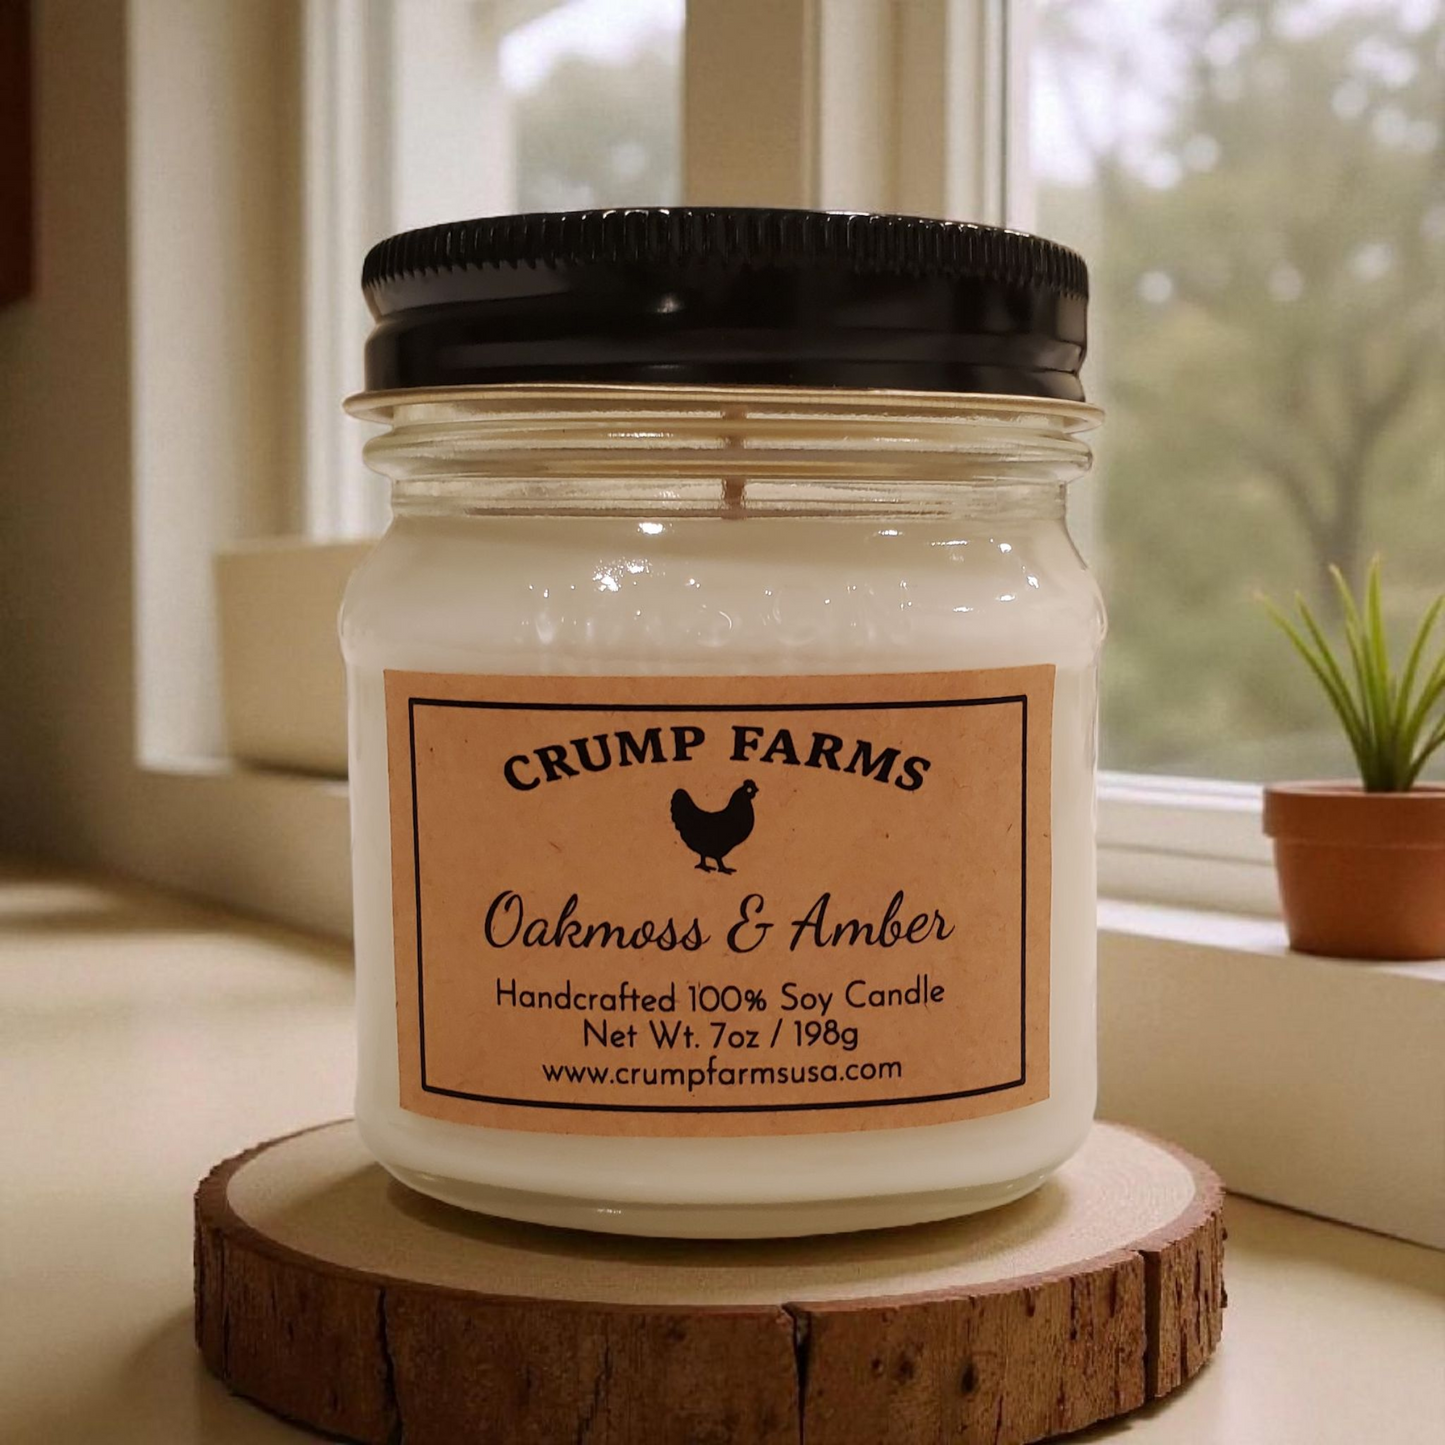 CRUMP FARMS
Oakmoss & Amber
Handcrafted 100% Soy Candle
Net Wt. 7oz / 198g
www.crumpfarmsusa.com